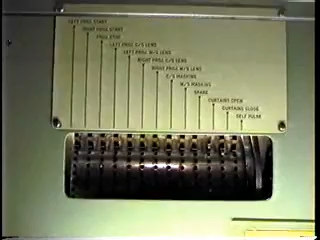 LEFT PROJ START
RIGHT PROJ START
PROJ STOP
LEFT PROJ C/S LENS
LEFT PROJ W/S LENS
RIGHT PROJ C/S LENS
RIGHT PROJ W/S LENS
C/S MASKING
W/S MASKING
SPARE
CURTAINS OPEN
CURTAINS CLOSE
SELF PULSE